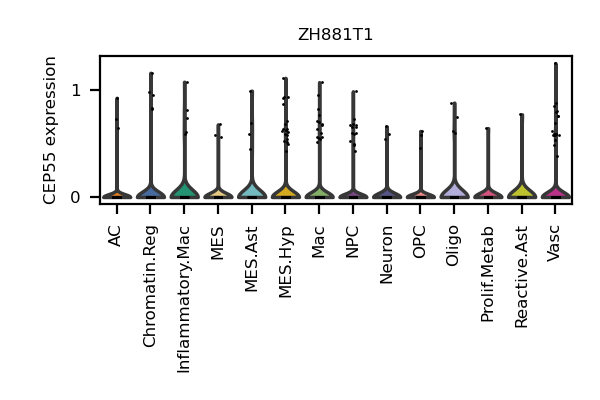 ZH881T1
CEP55 expression
1
0
AC
Chromatin.Reg
Inflammatory.Mac
MES
MES.Ast
MES.Hyp
Mac
NPC
Neuron
OPC
Oligo
Prolif.Metab
Reactive.Ast
Vasc